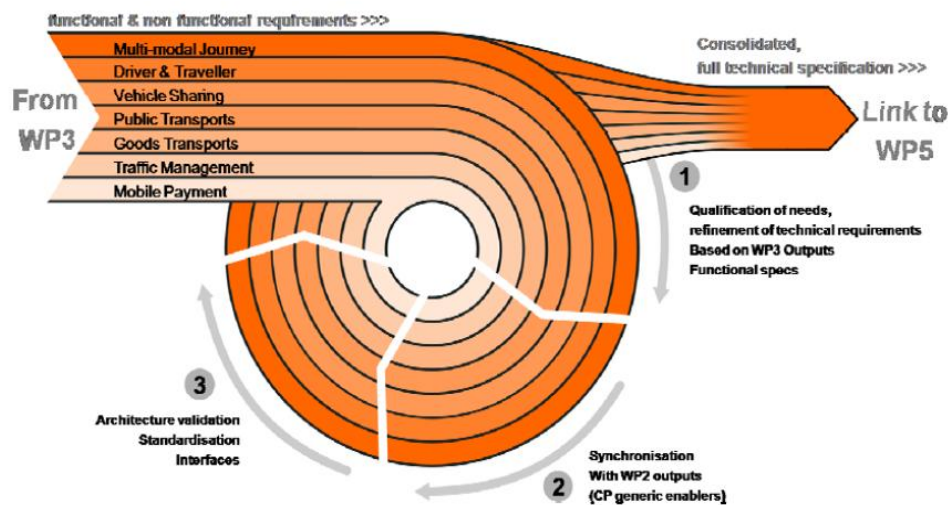 functional & non functional requirements >>>
Multi-modal Journey
Driver & Traveller
Vehicle Sharing
Public Transports
Goods Transports
Traffic Management
Mobile Payment
From
WP3
Consolidated,
full technical specification >>>
Link to
WP5
1
Qualification of needs,
refinement of technical requirements
Based on WP3 Outputs
Functional specs
2
Synchronisation
With WP2 outputs
(CP generic enablers)
3
Architecture validation
Standardisation
Interfaces